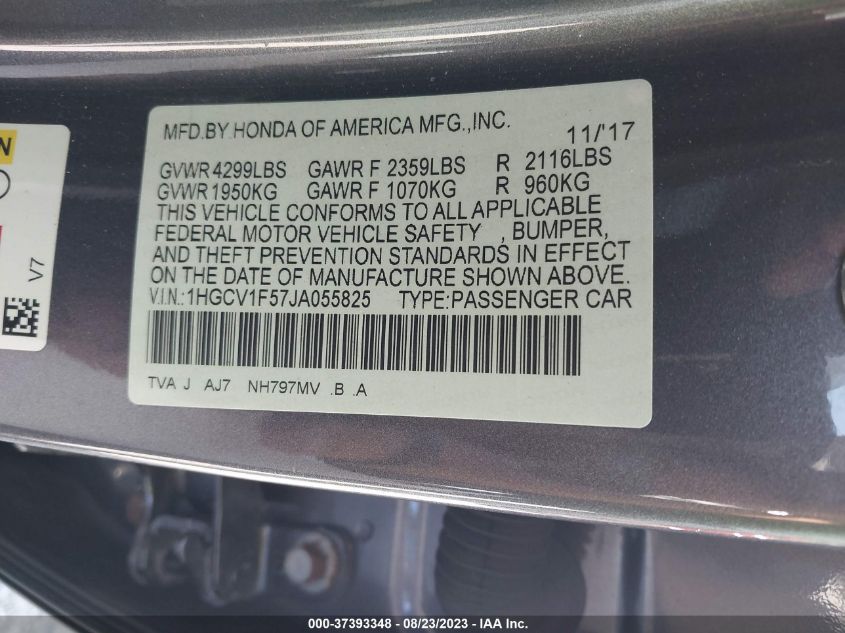 MFD.BY.HONDA OF AMERICA MFG.,INC. 11/'17
GVWR 4299LBS GAWR F 2359LBS R 2116LBS
GVWR 1950KG GAWR F 1070KG R 960KG
THIS VEHICLE CONFORMS TO ALL APPLICABLE
FEDERAL MOTOR VEHICLE SAFETY , BUMPER,
AND THEFT PREVENTION STANDARDS IN EFFECT
ON THE DATE OF MANUFACTURE SHOWN ABOVE.
V.I.N.:1HGCV1F57JA055825 TYPE:PASSENGER CAR
TVA J AJ7 NH797MV .B .A
N
V7
000-37393348 - 08/23/2023 - IAA Inc.